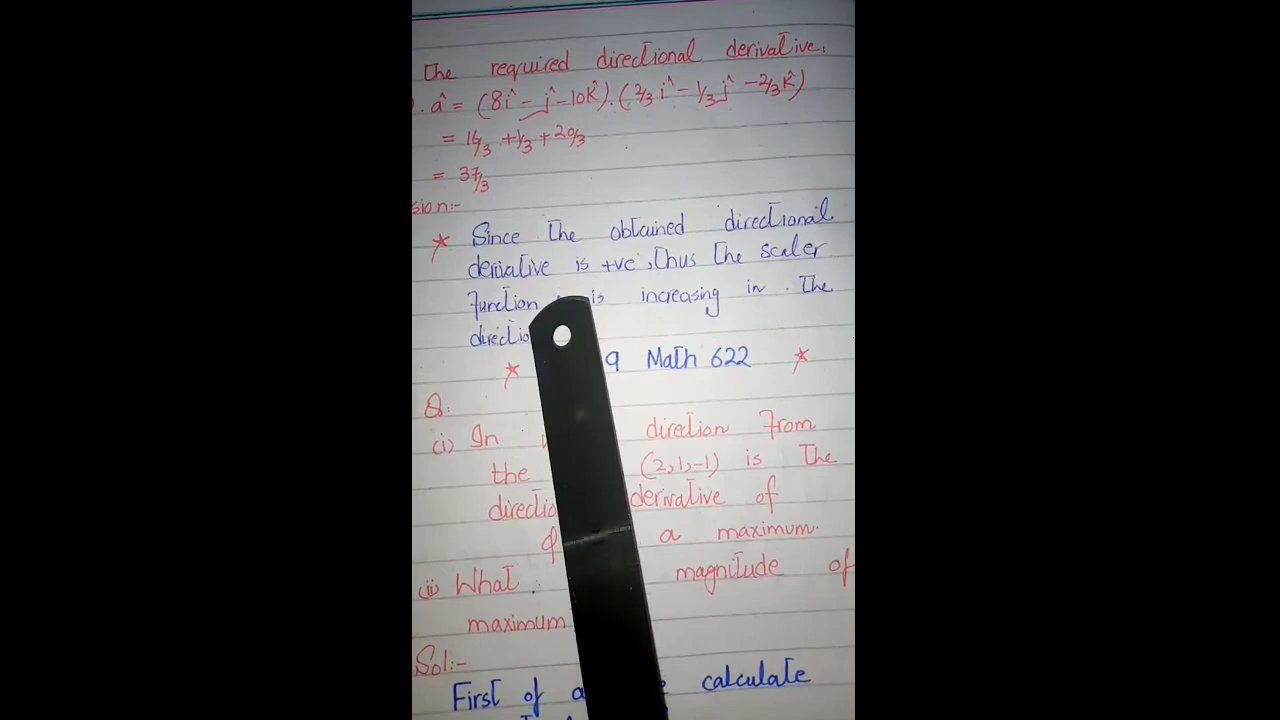 The required directional derivative.
. â = (8î - ĵ - 10k̂).(2/3 î - 1/3 ĵ - 2/3 k̂)
= 16/3 + 1/3 + 20/3
= 37/3
sion:-
* Since The obtained directional
deriative is +ve, Thus The scaler
function is increasing in. The
directio
* 9 Math 622 *
Q.
(i) In direction From
the (2,1,-1) is The
directio derivative of
φ a maximum.
(ii) What magnitude of
maximum
Sol:-
First of a calculate